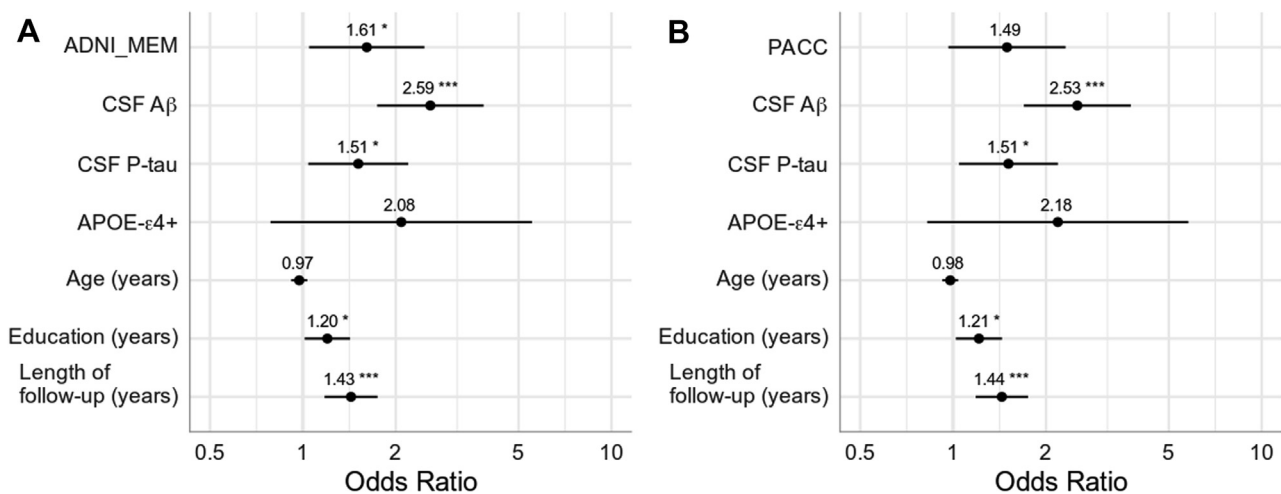 A
ADNI_MEM
1.61 *
CSF Aβ
2.59 ***
CSF P-tau
1.51 *
APOE-ε4+
2.08
Age (years)
0.97
Education (years)
1.20 *
Length of
follow-up (years)
1.43 ***
0.5 1 2 5 10
Odds Ratio
B
PACC
1.49
CSF Aβ
2.53 ***
CSF P-tau
1.51 *
APOE-ε4+
2.18
Age (years)
0.98
Education (years)
1.21 *
Length of
follow-up (years)
1.44 ***
0.5 1 2 5 10
Odds Ratio